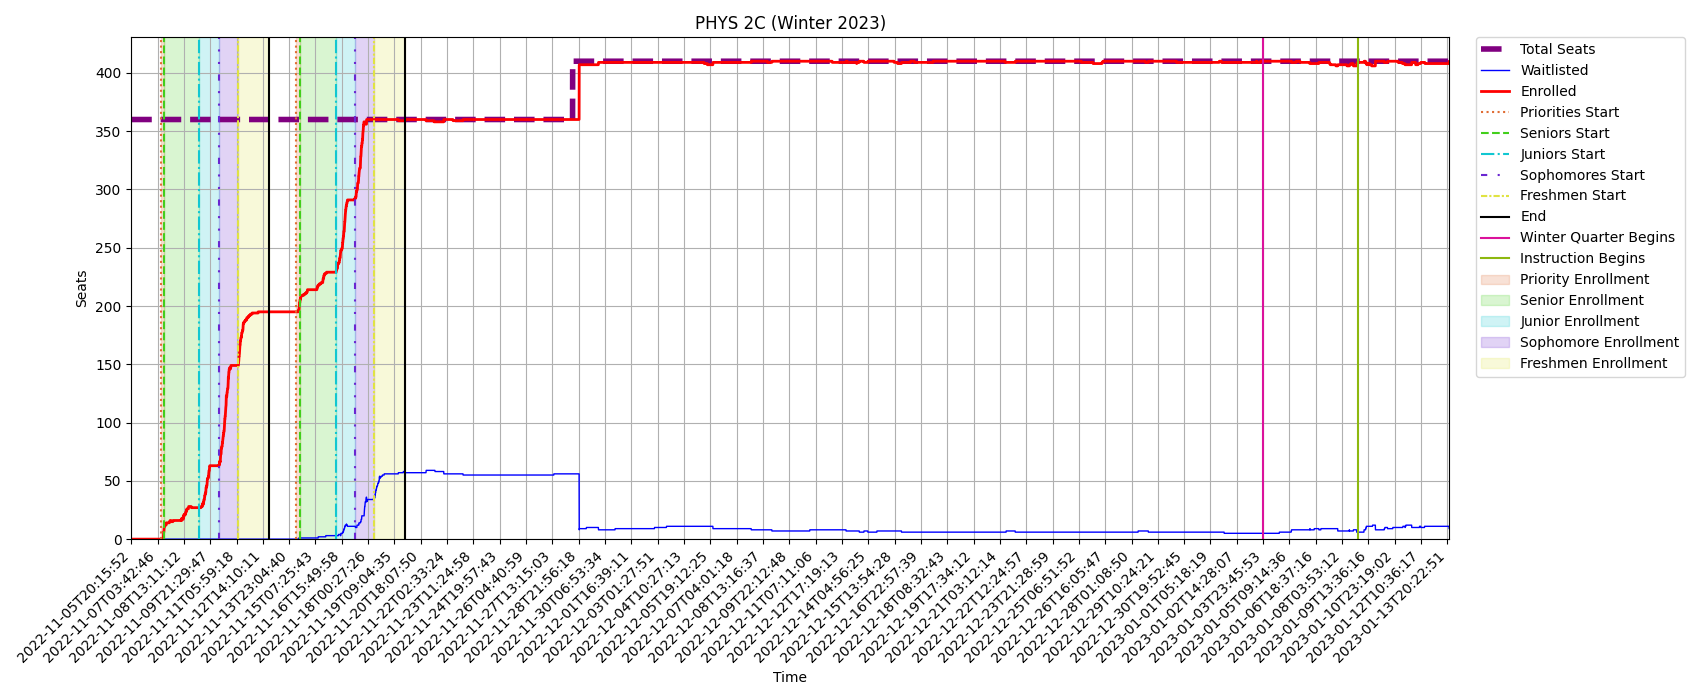 PHYS 2C (Winter 2023)
Seats
400
350
300
250
200
150
100
50
0
2022-11-05T20:15:52
2022-11-07T03:42:46
2022-11-08T13:11:12
2022-11-09T21:29:47
2022-11-11T05:59:18
2022-11-12T14:10:11
2022-11-13T23:04:40
2022-11-15T07:25:43
2022-11-16T15:49:58
2022-11-18T00:27:26
2022-11-19T09:04:35
2022-11-20T18:07:50
2022-11-22T02:33:24
2022-11-23T11:24:58
2022-11-24T19:57:43
2022-11-26T04:40:59
2022-11-27T13:15:03
2022-11-28T21:56:18
2022-11-30T06:53:34
2022-12-01T16:39:11
2022-12-03T01:27:51
2022-12-04T10:27:13
2022-12-05T19:12:25
2022-12-07T04:01:18
2022-12-08T13:16:37
2022-12-09T22:12:48
2022-12-11T07:11:06
2022-12-12T17:19:13
2022-12-14T04:56:25
2022-12-15T13:54:28
2022-12-16T22:57:39
2022-12-18T08:32:43
2022-12-19T17:34:12
2022-12-21T03:12:14
2022-12-22T12:24:57
2022-12-23T21:28:59
2022-12-25T06:51:52
2022-12-26T16:05:47
2022-12-28T01:08:50
2022-12-29T10:24:21
2022-12-30T19:52:45
2023-01-01T05:18:19
2023-01-02T14:28:07
2023-01-03T23:45:53
2023-01-05T09:14:36
2023-01-06T18:37:16
2023-01-08T03:53:12
2023-01-09T13:36:16
2023-01-10T23:19:02
2023-01-12T10:36:17
2023-01-13T20:22:51
Time
Total Seats
Waitlisted
Enrolled
Priorities Start
Seniors Start
Juniors Start
Sophomores Start
Freshmen Start
End
Winter Quarter Begins
Instruction Begins
Priority Enrollment
Senior Enrollment
Junior Enrollment
Sophomore Enrollment
Freshmen Enrollment